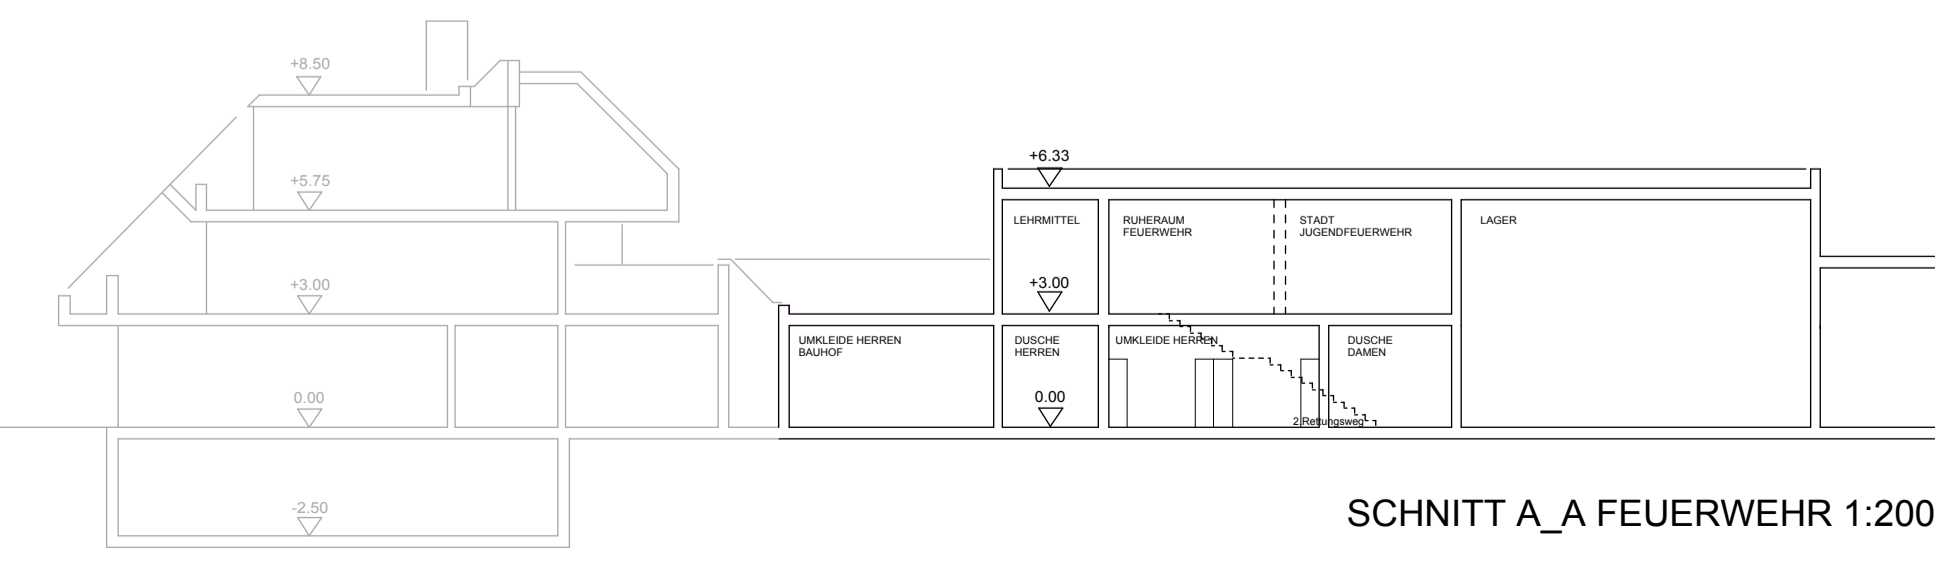 +8.50
+5.75
+3.00
0.00
-2.50
+6.33
LEHRMITTEL
RUHERAUM
FEUERWEHR
STADT
JUGENDFEUERWEHR
LAGER
+3.00
UMKLEIDE HERREN
BAUHOF
DUSCHE
HERREN
UMKLEIDE HERREN
DUSCHE
DAMEN
0.00
2.Rettungsweg
SCHNITT A_A FEUERWEHR 1:200